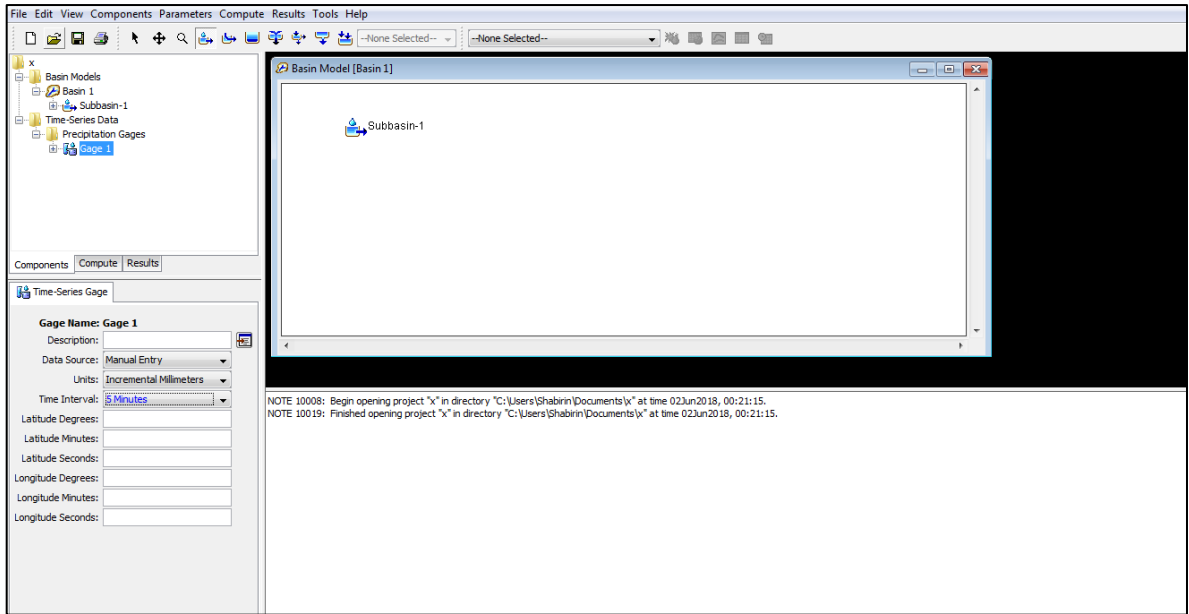 File Edit View Components Parameters Compute Results Tools Help
--None Selected-- --None Selected--
x
Basin Models
Basin 1
Subbasin-1
Time-Series Data
Precipitation Gages
Gage 1
Components Compute Results
Basin Model [Basin 1]
Subbasin-1
Time-Series Gage
Gage Name: Gage 1
Description:
Data Source: Manual Entry
Units: Incremental Millimeters
Time Interval: 5 Minutes
Latitude Degrees:
Latitude Minutes:
Latitude Seconds:
Longitude Degrees:
Longitude Minutes:
Longitude Seconds:
NOTE 10008: Begin opening project "x" in directory "C:\Users\Shabirin\Documents\x" at time 02Jun2018, 00:21:15.
NOTE 10019: Finished opening project "x" in directory "C:\Users\Shabirin\Documents\x" at time 02Jun2018, 00:21:15.